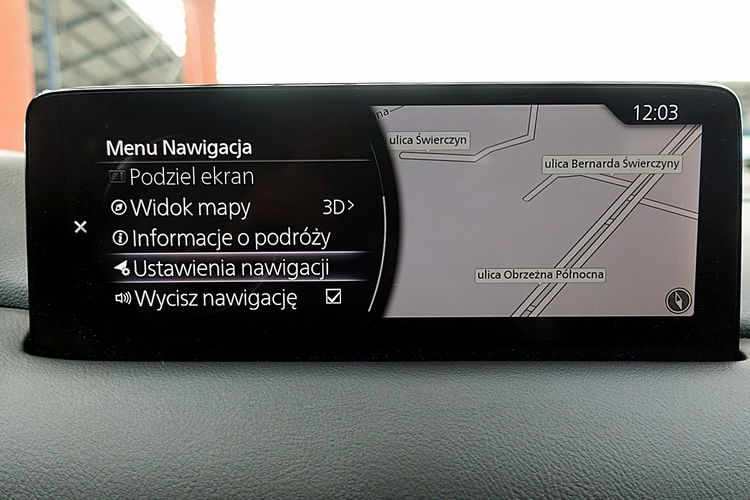 12:03
Menu Nawigacja
Podziel ekran
Widok mapy 3D>
Informacje o podróży
Ustawienia nawigacji
Wycisz nawigację
na
ulica Świerczyn
ulica Bernarda Świerczyny
ulica Obrzeżna Północna